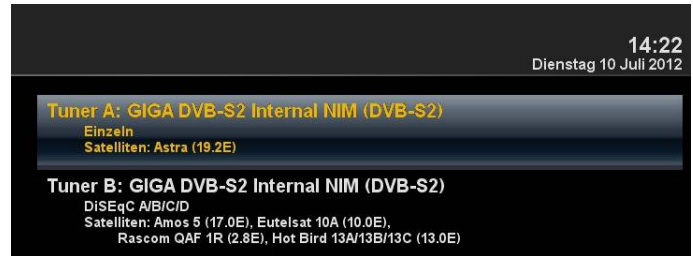 14:22
Dienstag 10 Juli 2012
Tuner A: GIGA DVB-S2 Internal NIM (DVB-S2)
Einzeln
Satelliten: Astra (19.2E)
Tuner B: GIGA DVB-S2 Internal NIM (DVB-S2)
DiSEqC A/B/C/D
Satelliten: Amos 5 (17.0E), Eutelsat 10A (10.0E),
Rascom QAF 1R (2.8E), Hot Bird 13A/13B/13C (13.0E)